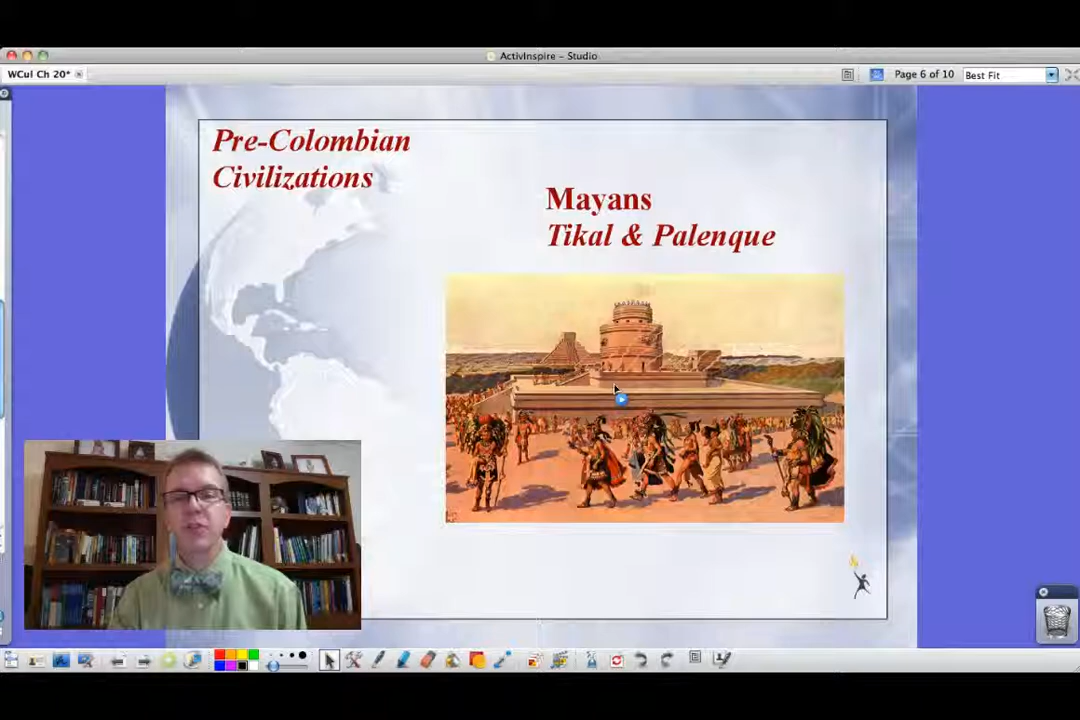 ActivInspire – Studio
WCul Ch 20*
Page 6 of 10
Best Fit
Pre-Colombian
Civilizations
Mayans
Tikal & Palenque